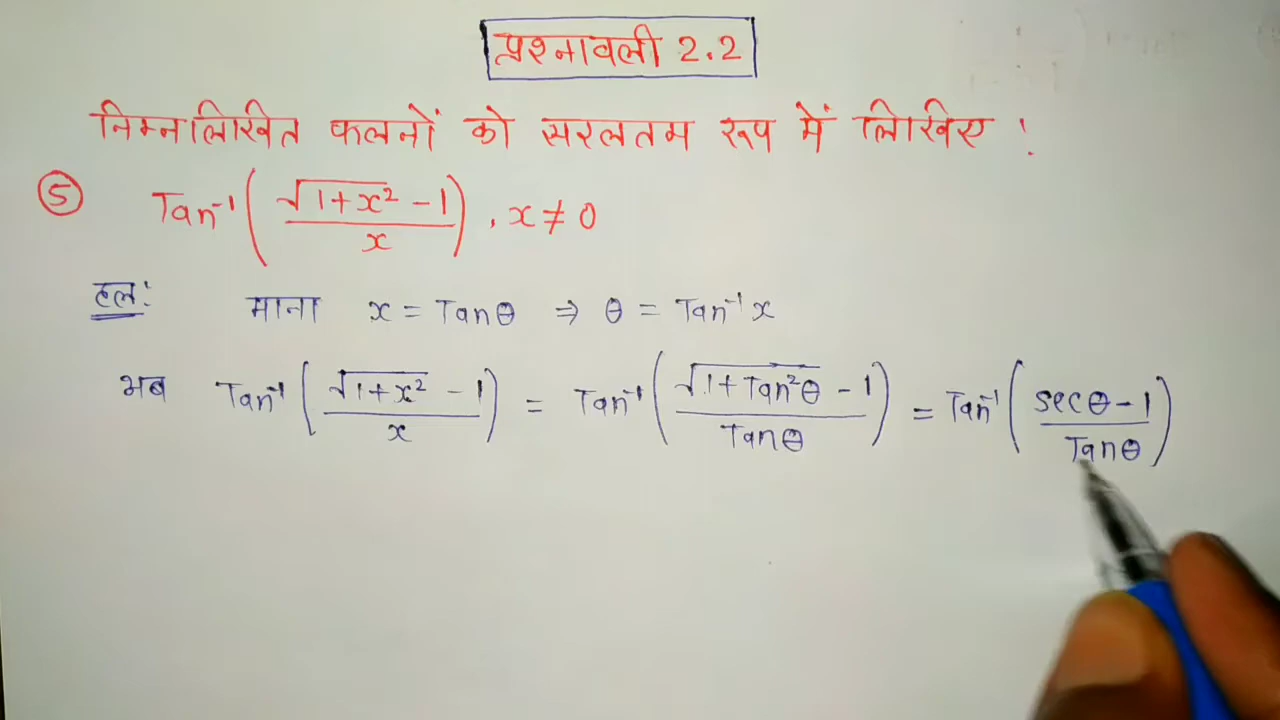 प्रश्नावली 2.2
निम्नलिखित फलनों को सरलतम रूप में लिखिए !
⑤ Tan⁻¹( (√(1+x²) - 1) / x ), x ≠ 0
हल: माना x = Tanθ ⇒ θ = Tan⁻¹x
अब Tan⁻¹( (√(1+x²) - 1) / x ) = Tan⁻¹( (√(1+Tan²θ) - 1) / Tanθ ) = Tan⁻¹( (secθ - 1) / Tanθ )